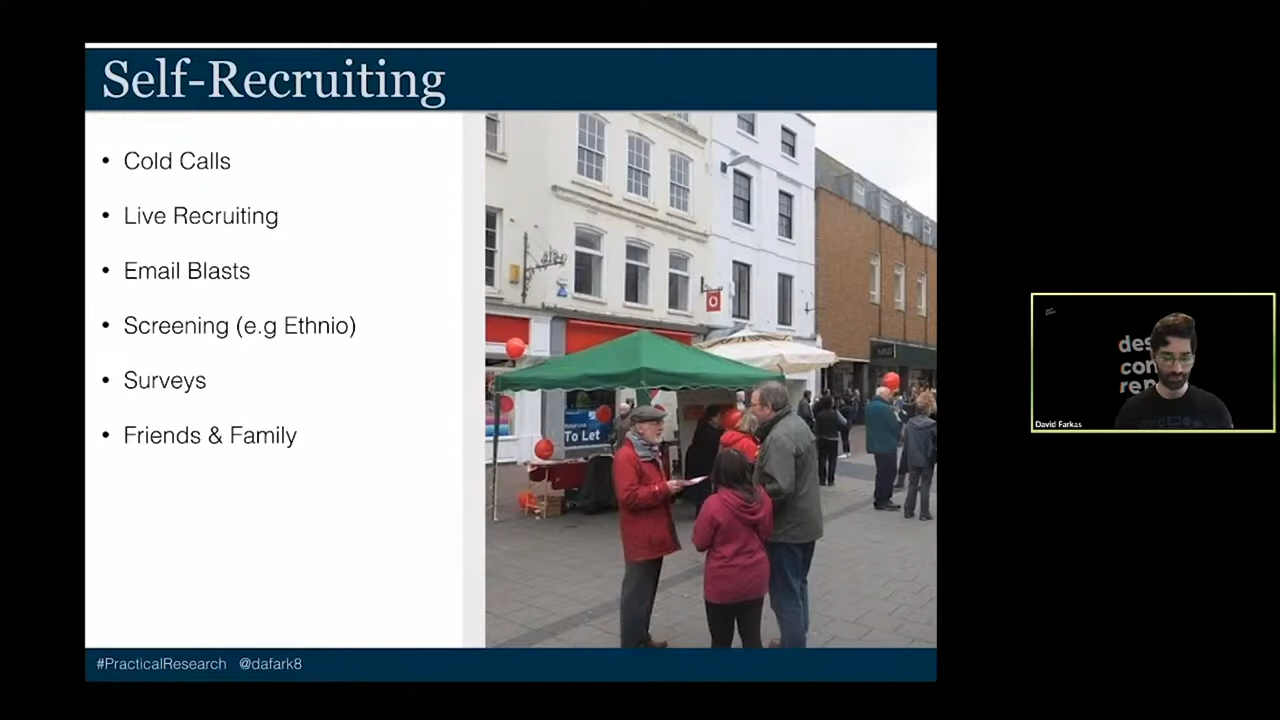 Self-Recruiting
• Cold Calls
• Live Recruiting
• Email Blasts
• Screening (e.g Ethnio)
• Surveys
• Friends & Family
To Let
des
con
rep
David Farkas
#PracticalResearch @dafark8